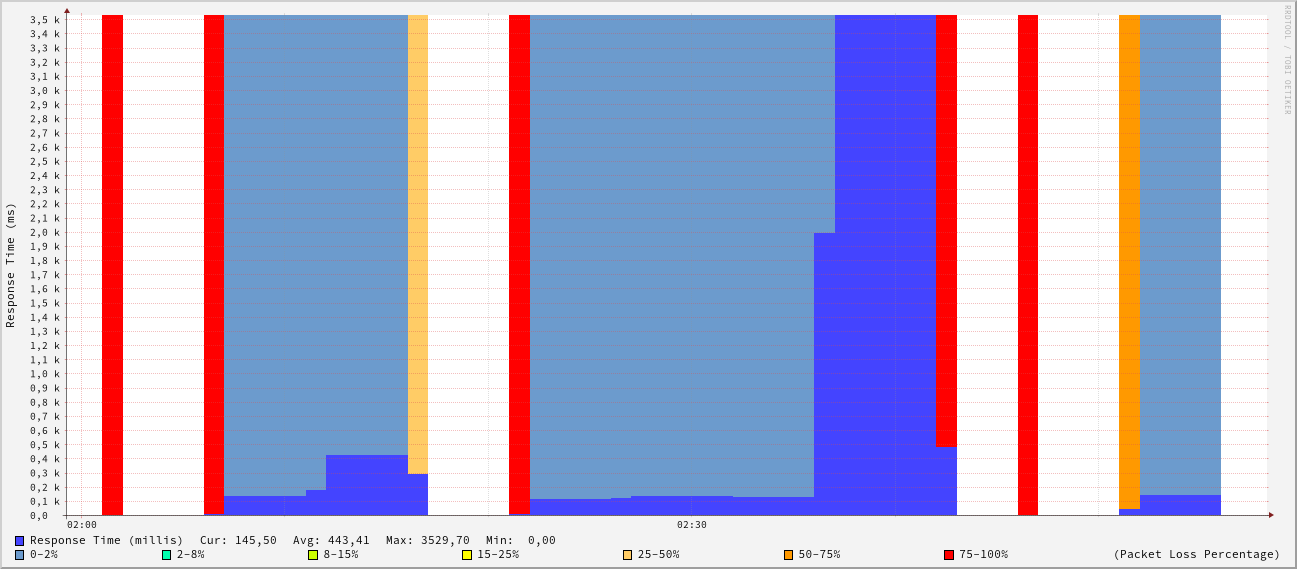 RRDTOOL / TOBI OETIKER
Response Time (ms)
3,5 k
3,4 k
3,3 k
3,2 k
3,1 k
3,0 k
2,9 k
2,8 k
2,7 k
2,6 k
2,5 k
2,4 k
2,3 k
2,2 k
2,1 k
2,0 k
1,9 k
1,8 k
1,7 k
1,6 k
1,5 k
1,4 k
1,3 k
1,2 k
1,1 k
1,0 k
0,9 k
0,8 k
0,7 k
0,6 k
0,5 k
0,4 k
0,3 k
0,2 k
0,1 k
0,0
02:00 02:30
Response Time (millis) Cur: 145,50 Avg: 443,41 Max: 3529,70 Min: 0,00
0-2% 2-8% 8-15% 15-25% 25-50% 50-75% 75-100% (Packet Loss Percentage)